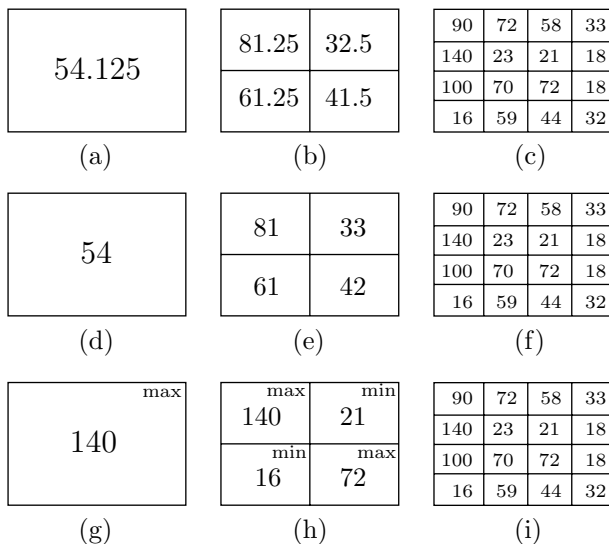 54.125
81.25 32.5
61.25 41.5
90 72 58 33
140 23 21 18
100 70 72 18
16 59 44 32
(a) (b) (c)
54
81 33
61 42
90 72 58 33
140 23 21 18
100 70 72 18
16 59 44 32
(d) (e) (f)
max
140
max min
140 21
min max
16 72
90 72 58 33
140 23 21 18
100 70 72 18
16 59 44 32
(g) (h) (i)